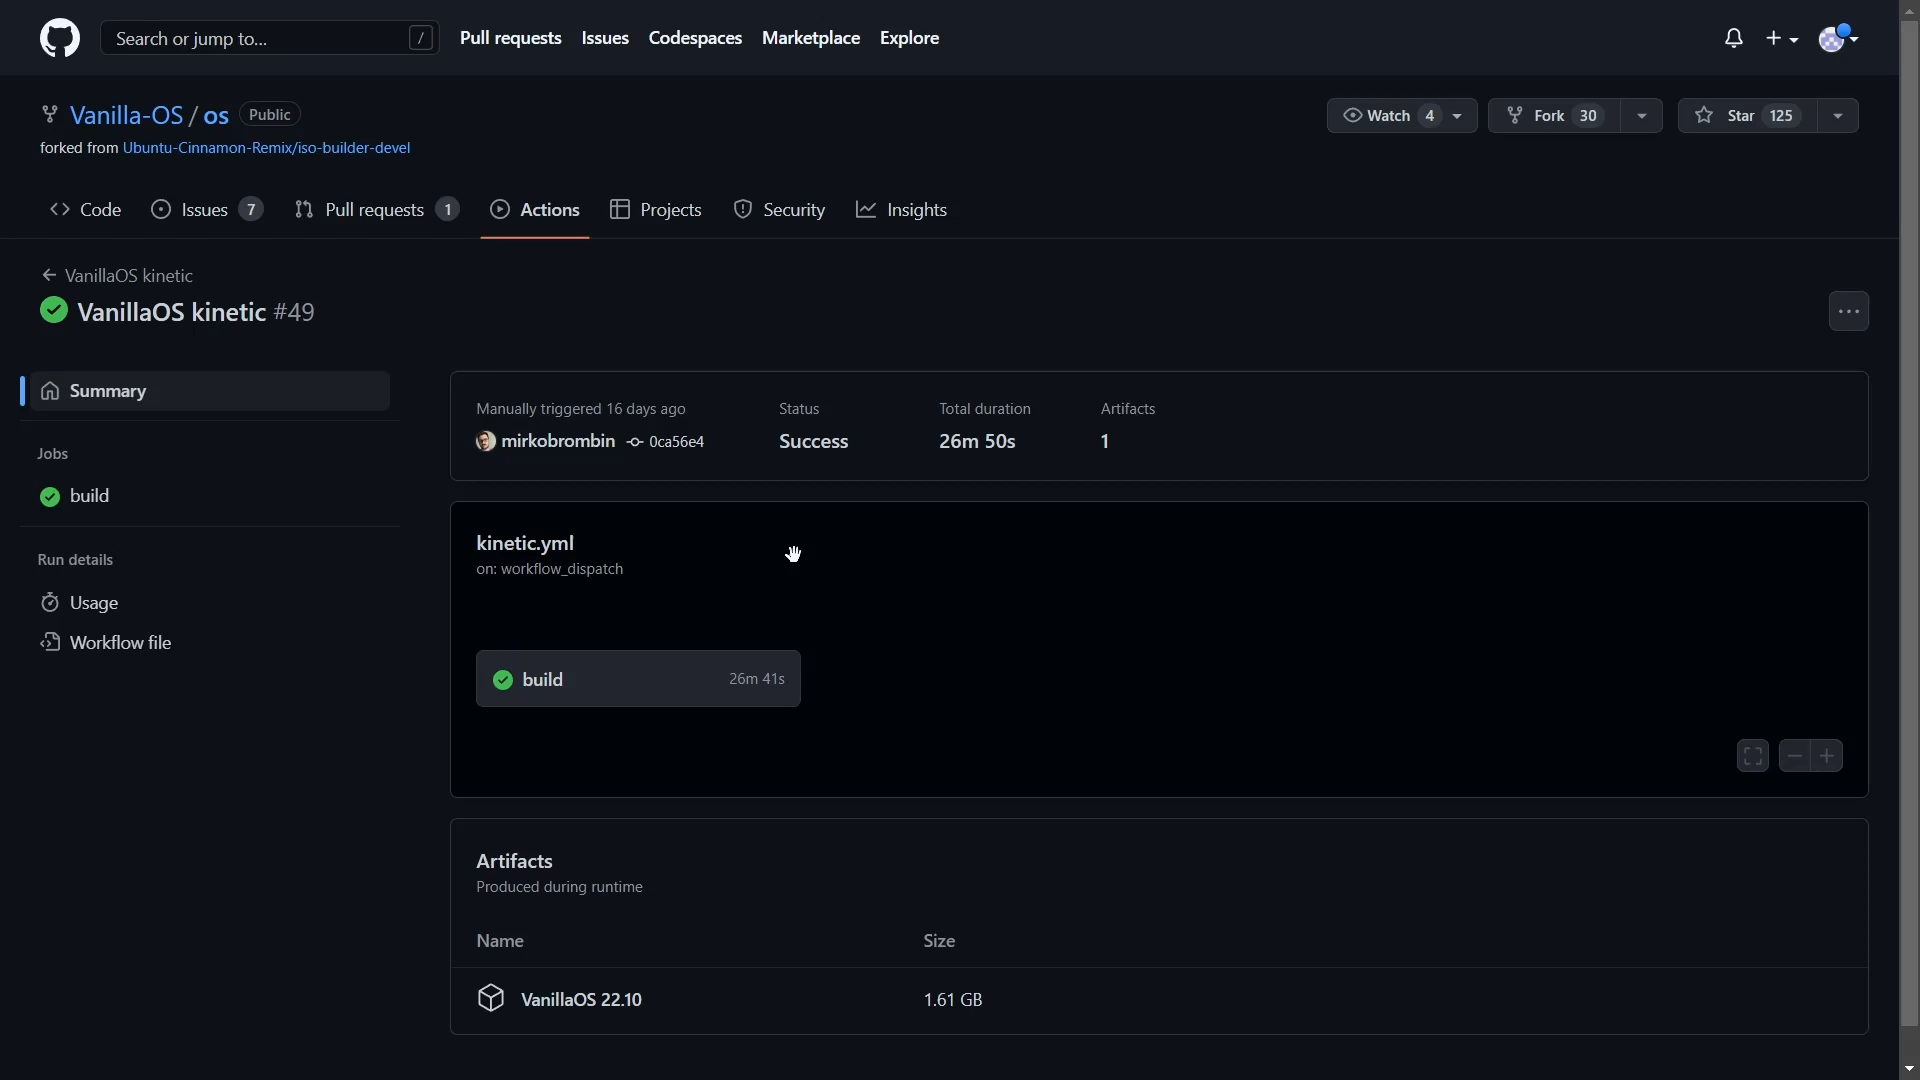 Search or jump to... /
Pull requests Issues Codespaces Marketplace Explore
Vanilla-OS / os Public
Watch 4 Fork 30 Star 125
forked from Ubuntu-Cinnamon-Remix/iso-builder-devel
Code Issues 7 Pull requests 1 Actions Projects Security Insights
VanillaOS kinetic
VanillaOS kinetic #49
Summary
Jobs
build
Run details
Usage
Workflow file
Manually triggered 16 days ago Status Total duration Artifacts
mirkobrombin 0ca56e4 Success 26m 50s 1
kinetic.yml
on: workflow_dispatch
build 26m 41s
Artifacts
Produced during runtime
Name Size
VanillaOS 22.10 1.61 GB